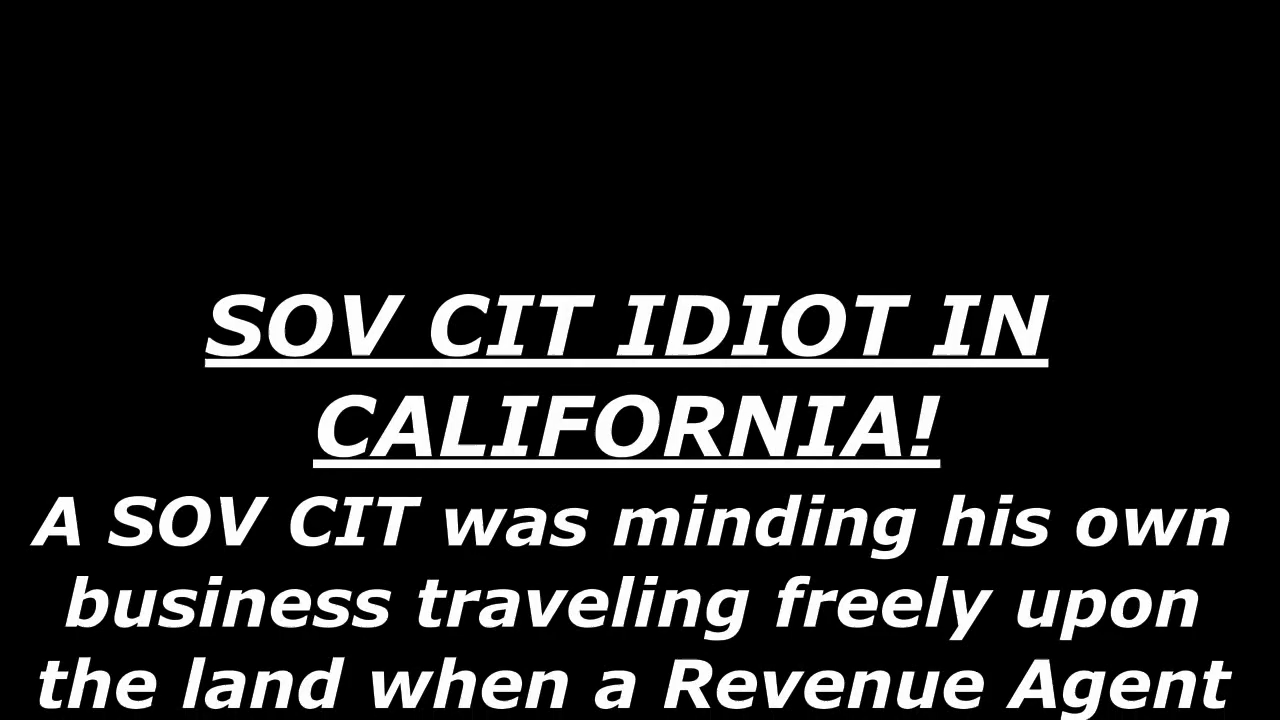 SOV CIT IDIOT IN
CALIFORNIA!
A SOV CIT was minding his own
business traveling freely upon
the land when a Revenue Agent